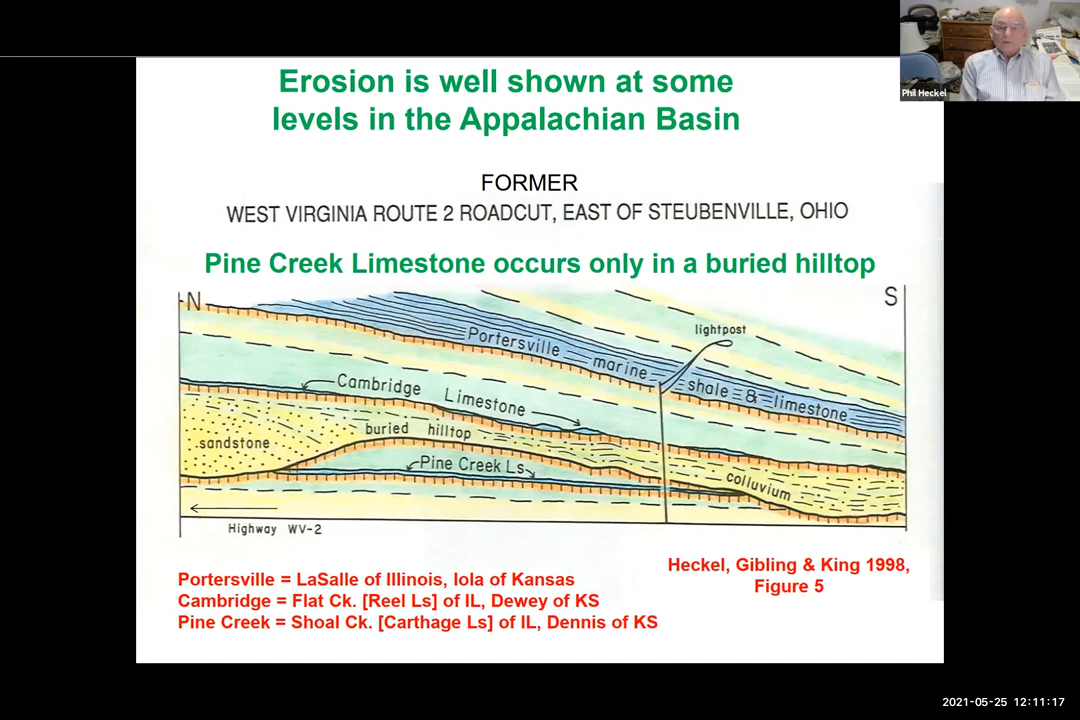 Phil Heckel
Erosion is well shown at some
levels in the Appalachian Basin
FORMER
WEST VIRGINIA ROUTE 2 ROADCUT, EAST OF STEUBENVILLE, OHIO
Pine Creek Limestone occurs only in a buried hilltop
N
S
lightpost
Portersville marine shale & limestone
Cambridge Limestone
buried hilltop
sandstone
Pine Creek Ls
colluvium
Highway WV-2
Heckel, Gibling & King 1998,
Figure 5
Portersville = LaSalle of Illinois, Iola of Kansas
Cambridge = Flat Ck. [Reel Ls] of IL, Dewey of KS
Pine Creek = Shoal Ck. [Carthage Ls] of IL, Dennis of KS
2021-05-25 12:11:17